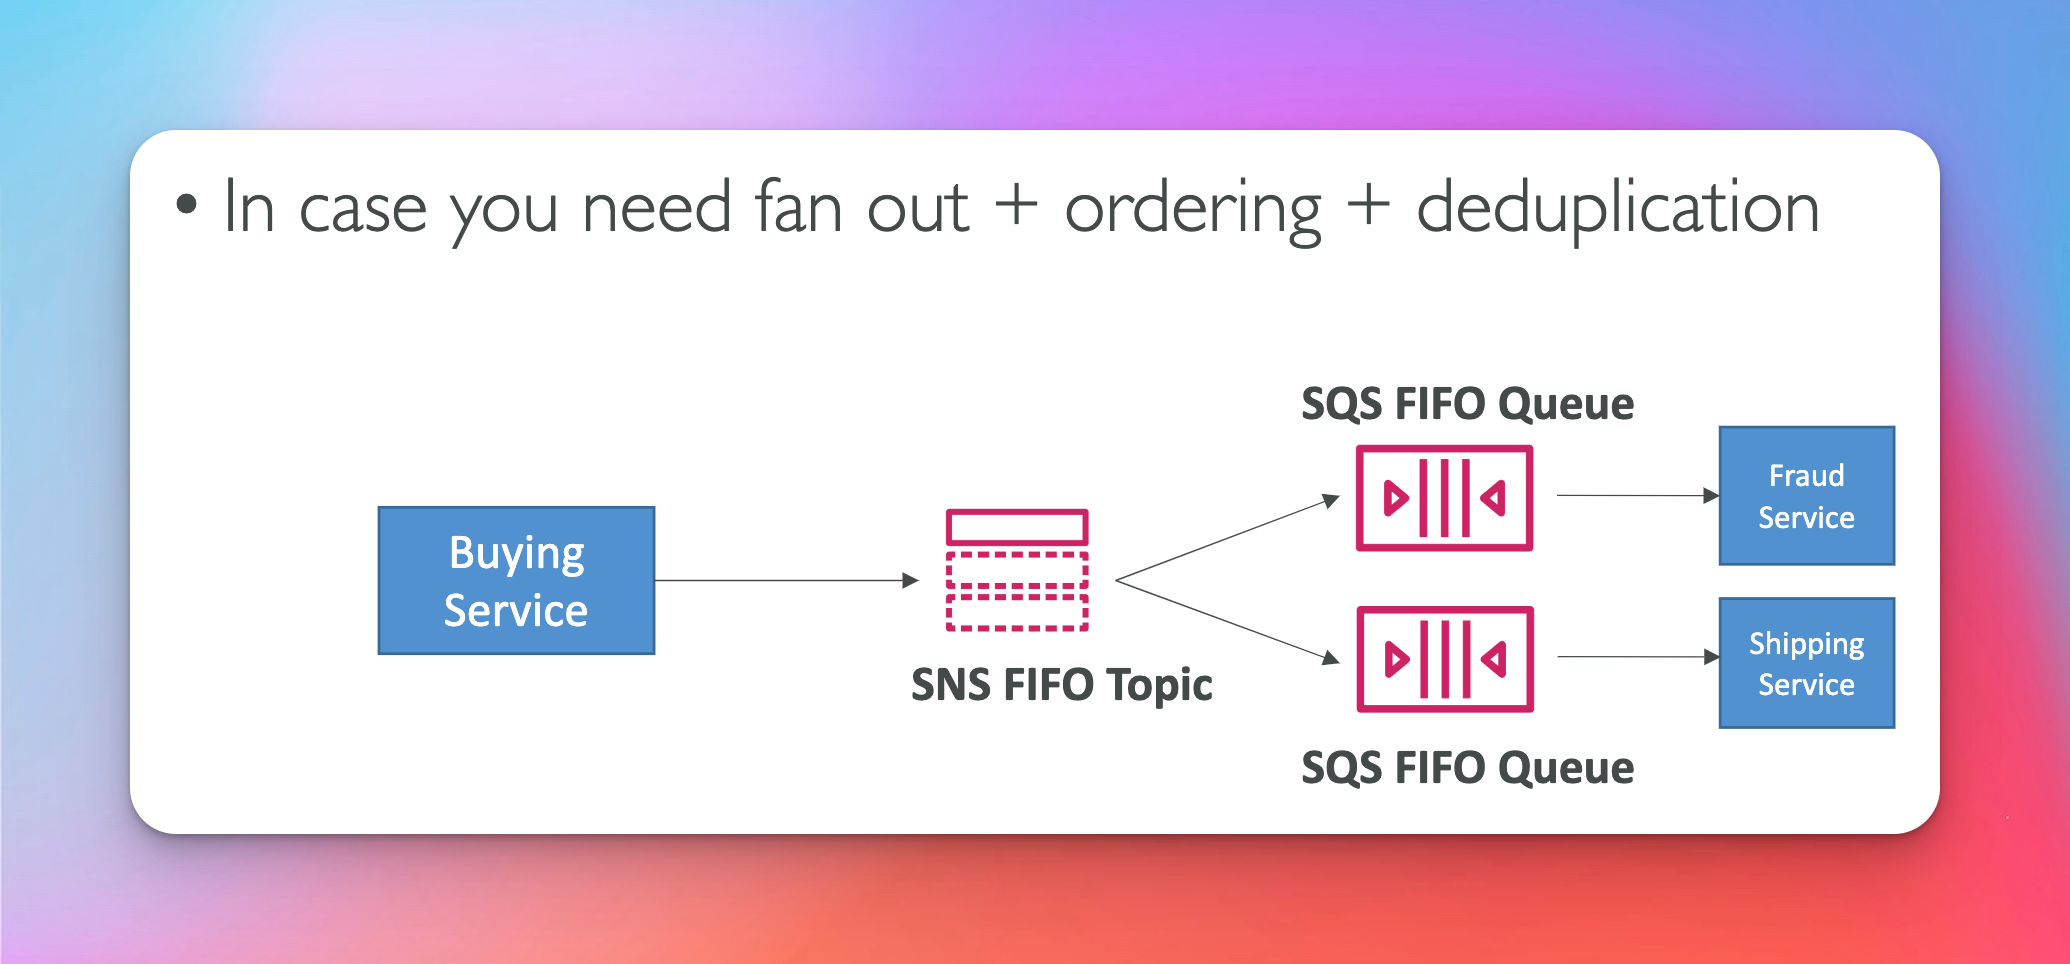 • In case you need fan out + ordering + deduplication
Buying
Service
SNS FIFO Topic
SQS FIFO Queue
Fraud
Service
Shipping
Service
SQS FIFO Queue